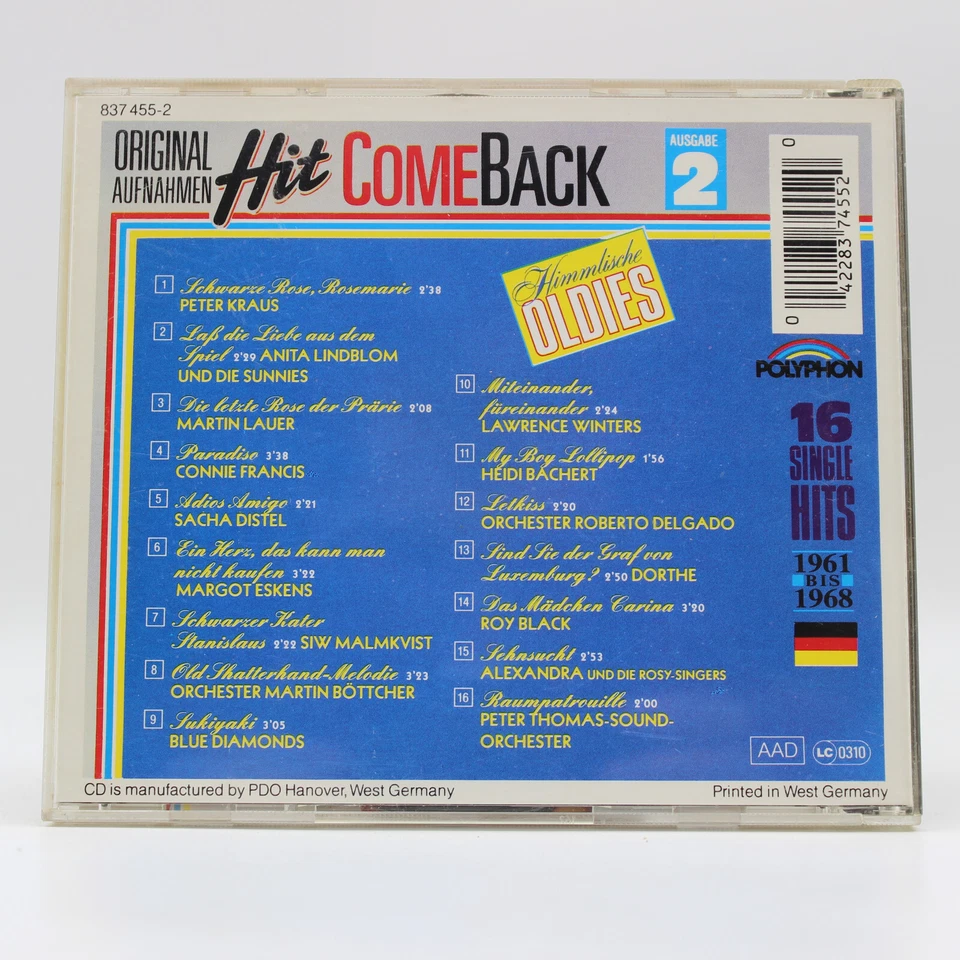 837 455-2
ORIGINAL
AUFNAHMEN
Hit COMEBACK
AUSGABE
2
0 42283 74552 0
Himmlische
OLDIES
1 Schwarze Rose, Rosemarie 2'38
PETER KRAUS
2 Laß die Liebe aus dem
Spiel 2'29 ANITA LINDBLOM
UND DIE SUNNIES
3 Die letzte Rose der Prärie 2'08
MARTIN LAUER
4 Paradiso 3'38
CONNIE FRANCIS
5 Adios Amigo 2'21
SACHA DISTEL
6 Ein Herz, das kann man
nicht kaufen 3'22
MARGOT ESKENS
7 Schwarzer Kater
Stanislaus 2'22 SIW MALMKVIST
8 Old Shatterhand-Melodie 3'23
ORCHESTER MARTIN BÖTTCHER
9 Sukiyaki 3'05
BLUE DIAMONDS
10 Miteinander,
füreinander 2'24
LAWRENCE WINTERS
11 My Boy Lollipop 1'56
HEIDI BACHERT
12 Letkiss 2'20
ORCHESTER ROBERTO DELGADO
13 Sind Sie der Graf von
Luxemburg? 2'50 DORTHE
14 Das Mädchen Carina 3'20
ROY BLACK
15 Sehnsucht 2'53
ALEXANDRA UND DIE ROSY-SINGERS
16 Raumpatrouille 2'00
PETER THOMAS-SOUND-
ORCHESTER
POLYPHON
16
SINGLE
HITS
1961
BIS
1968
AAD
LC 0310
CD is manufactured by PDO Hanover, West Germany
Printed in West Germany